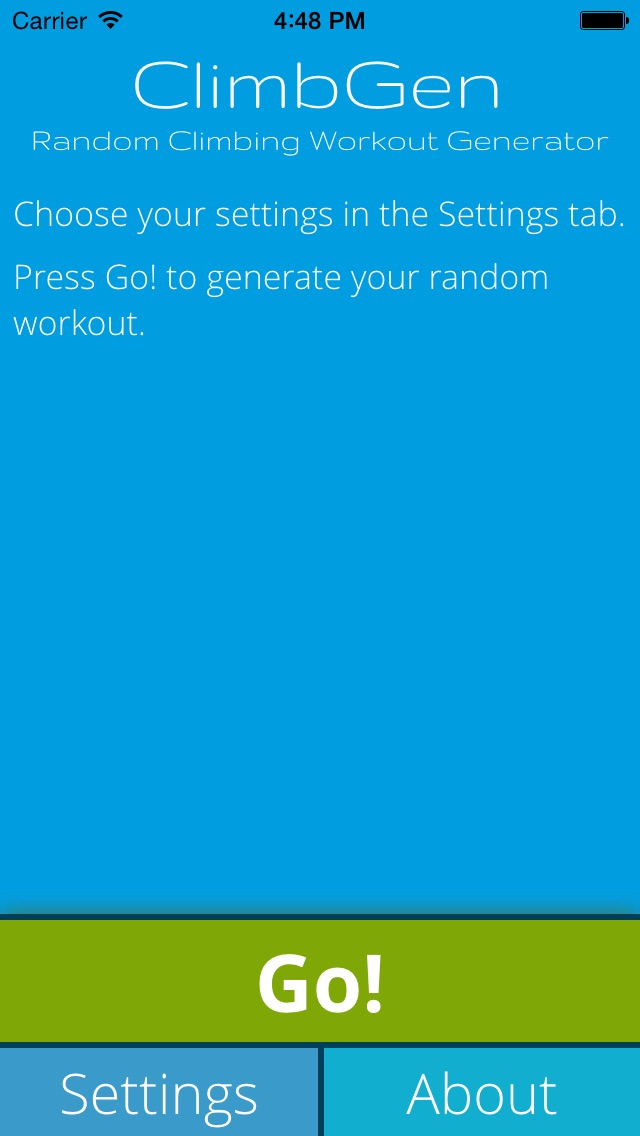 Carrier 4:48 PM
ClimbGen
Random Climbing Workout Generator
Choose your settings in the Settings tab.
Press Go! to generate your random
workout.
Go!
Settings About